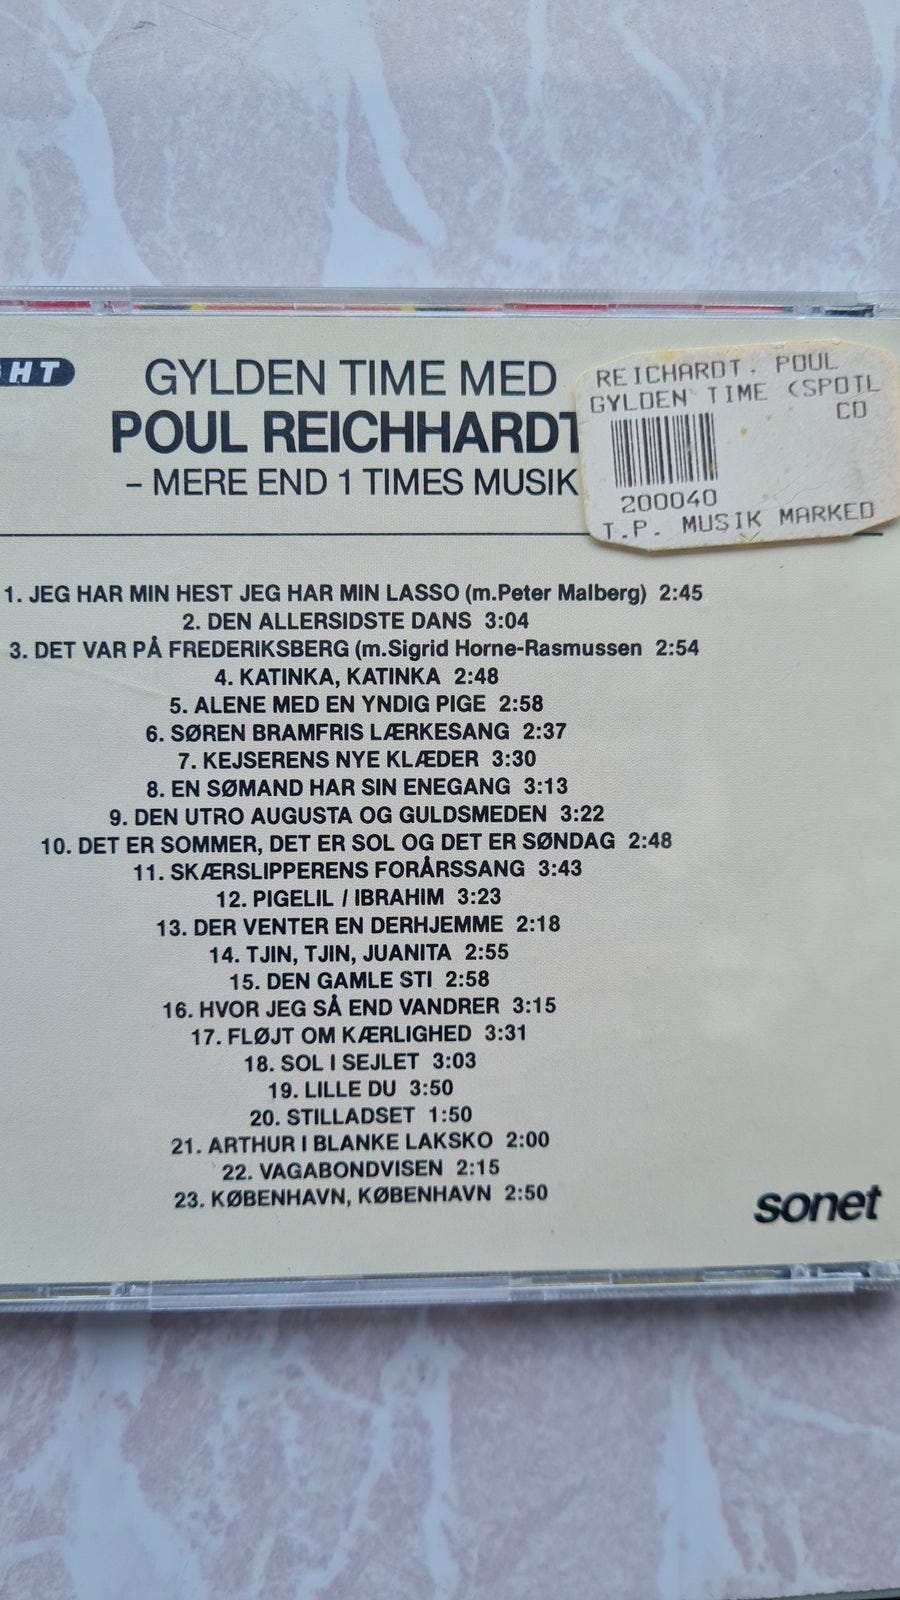 HT
GYLDEN TIME MED
POUL REICHHARDT
– MERE END 1 TIMES MUSIK
REICHARDT. POUL
GYLDEN TIME (SPOTL
CD
200040
T.P. MUSIK MARKED
1. JEG HAR MIN HEST JEG HAR MIN LASSO (m.Peter Malberg) 2:45
2. DEN ALLERSIDSTE DANS 3:04
3. DET VAR PÅ FREDERIKSBERG (m.Sigrid Horne-Rasmussen 2:54
4. KATINKA, KATINKA 2:48
5. ALENE MED EN YNDIG PIGE 2:58
6. SØREN BRAMFRIS LÆRKESANG 2:37
7. KEJSERENS NYE KLÆDER 3:30
8. EN SØMAND HAR SIN ENEGANG 3:13
9. DEN UTRO AUGUSTA OG GULDSMEDEN 3:22
10. DET ER SOMMER, DET ER SOL OG DET ER SØNDAG 2:48
11. SKÆRSLIPPERENS FORÅRSSANG 3:43
12. PIGELIL / IBRAHIM 3:23
13. DER VENTER EN DERHJEMME 2:18
14. TJIN, TJIN, JUANITA 2:55
15. DEN GAMLE STI 2:58
16. HVOR JEG SÅ END VANDRER 3:15
17. FLØJT OM KÆRLIGHED 3:31
18. SOL I SEJLET 3:03
19. LILLE DU 3:50
20. STILLADSET 1:50
21. ARTHUR I BLANKE LAKSKO 2:00
22. VAGABONDVISEN 2:15
23. KØBENHAVN, KØBENHAVN 2:50
sonet